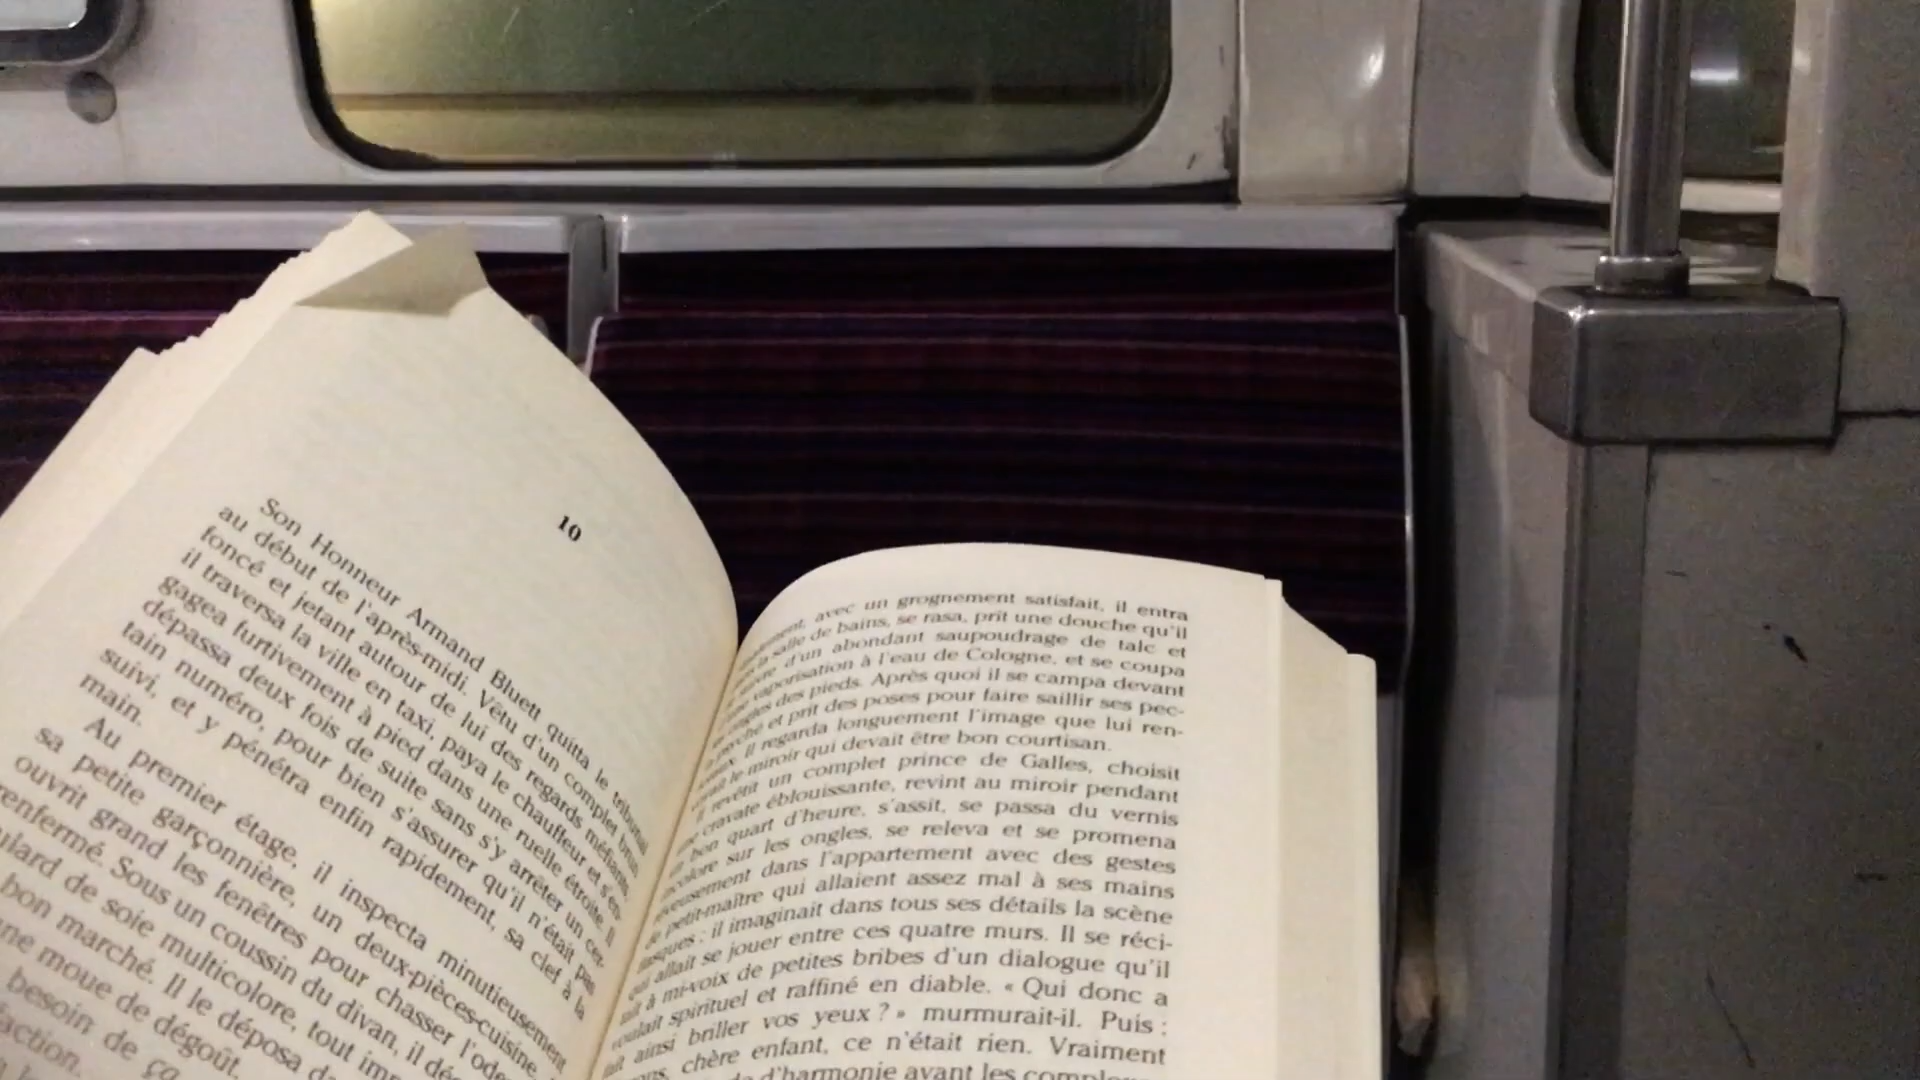 10
Son Honneur Armand Bluett quitta le tribunal
au début de l'après-midi. Vêtu d'un complet brun
foncé et jetant autour de lui des regards méfiants,
il traversa la ville en taxi, paya le chauffeur et s'en-
gagea furtivement à pied dans une ruelle étroite. Il
dépassa deux fois de suite sans s'y arrêter un cer-
tain numéro, pour bien s'assurer qu'il n'était pas
suivi, et y pénétra enfin rapidement, sa clef à la
main.
Au premier étage, il inspecta minutieusement
sa petite garçonnière, un deux-pièces-cuisine,
ouvrit grand les fenêtres pour chasser l'ode
renfermé. Sous un coussin du divan, il dé
ulard de soie multicolore, tout
bon marché. Il le déposa
une moue de dégoût.
besoin de ça
faction.
avec un grognement satisfait, il entra
la salle de bains, se rasa, prit une douche qu'il
d'un abondant saupoudrage de talc et
vaporisation à l'eau de Cologne, et se coupa
ongles des pieds. Après quoi il se campa devant
et prit des poses pour faire saillir ses pec-
Il regarda longuement l'image que lui ren-
le miroir qui devait être bon courtisan.
revêtit un complet prince de Galles, choisit
cravate éblouissante, revint au miroir pendant
bon quart d'heure, s'assit, se passa du vernis
incolore sur les ongles, se releva et se promena
rêveusement dans l'appartement avec des gestes
de petit-maître qui allaient assez mal à ses mains
flasques : il imaginait dans tous ses détails la scène
qui allait se jouer entre ces quatre murs. Il se réci-
tait à mi-voix de petites bribes d'un dialogue qu'il
voulait spirituel et raffiné en diable. « Qui donc a
fait ainsi briller vos yeux ? » murmurait-il. Puis :
chère enfant, ce n'était rien. Vraiment
d'harmonie avant les